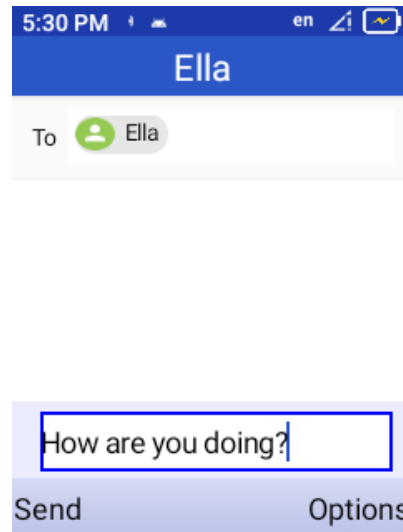 5:30 PM en
Ella
To Ella
How are you doing?
Send Options